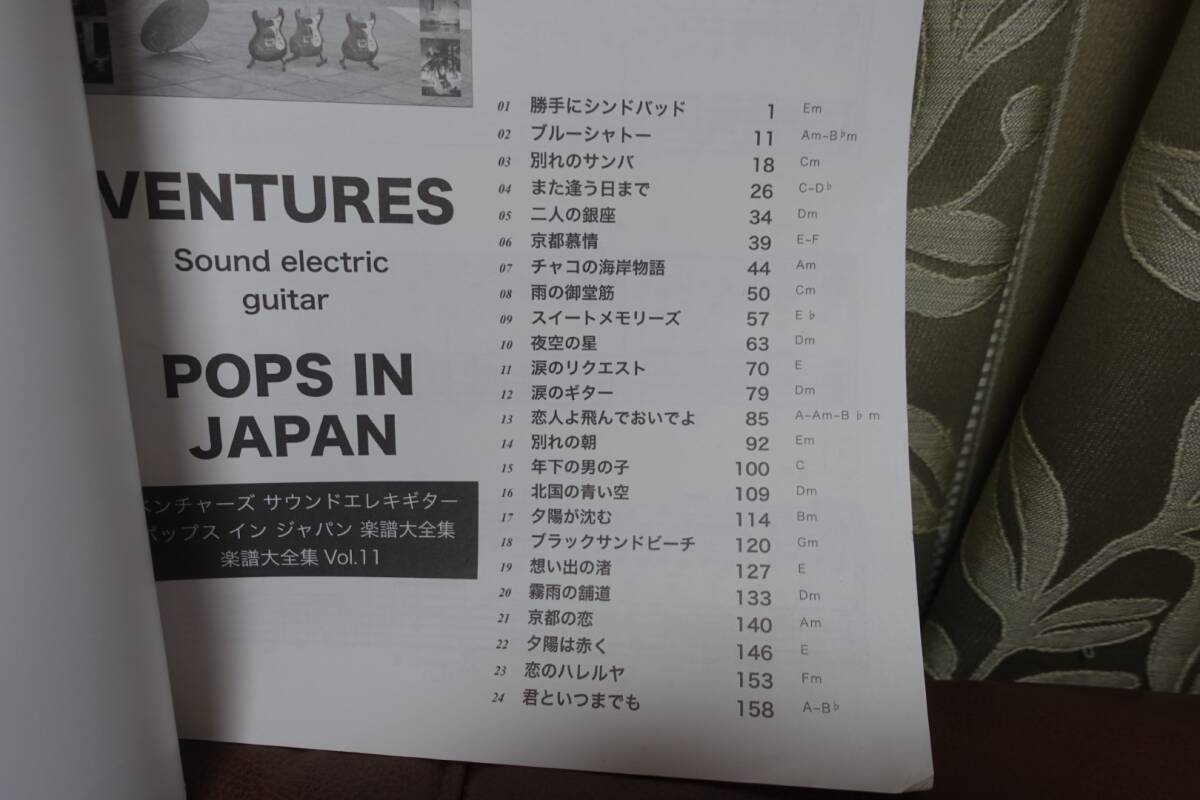 VENTURES
Sound electric
guitar
POPS IN
JAPAN
ベンチャーズ サウンドエレキギター
ポップス イン ジャパン 楽譜大全集
楽譜大全集 Vol.11
01 勝手にシンドバッド 1 Em
02 ブルーシャトー 11 Am-B♭m
03 別れのサンバ 18 Cm
04 また逢う日まで 26 C-D♭
05 二人の銀座 34 Dm
06 京都慕情 39 E-F
07 チャコの海岸物語 44 Am
08 雨の御堂筋 50 Cm
09 スイートメモリーズ 57 E♭
10 夜空の星 63 Dm
11 涙のリクエスト 70 E
12 涙のギター 79 Dm
13 恋人よ飛んでおいでよ 85 A-Am-B♭m
14 別れの朝 92 Em
15 年下の男の子 100 C
16 北国の青い空 109 Dm
17 夕陽が沈む 114 Bm
18 ブラックサンドビーチ 120 Gm
19 想い出の渚 127 E
20 霧雨の舗道 133 Dm
21 京都の恋 140 Am
22 夕陽は赤く 146 E
23 恋のハレルヤ 153 Fm
24 君といつまでも 158 A-B♭